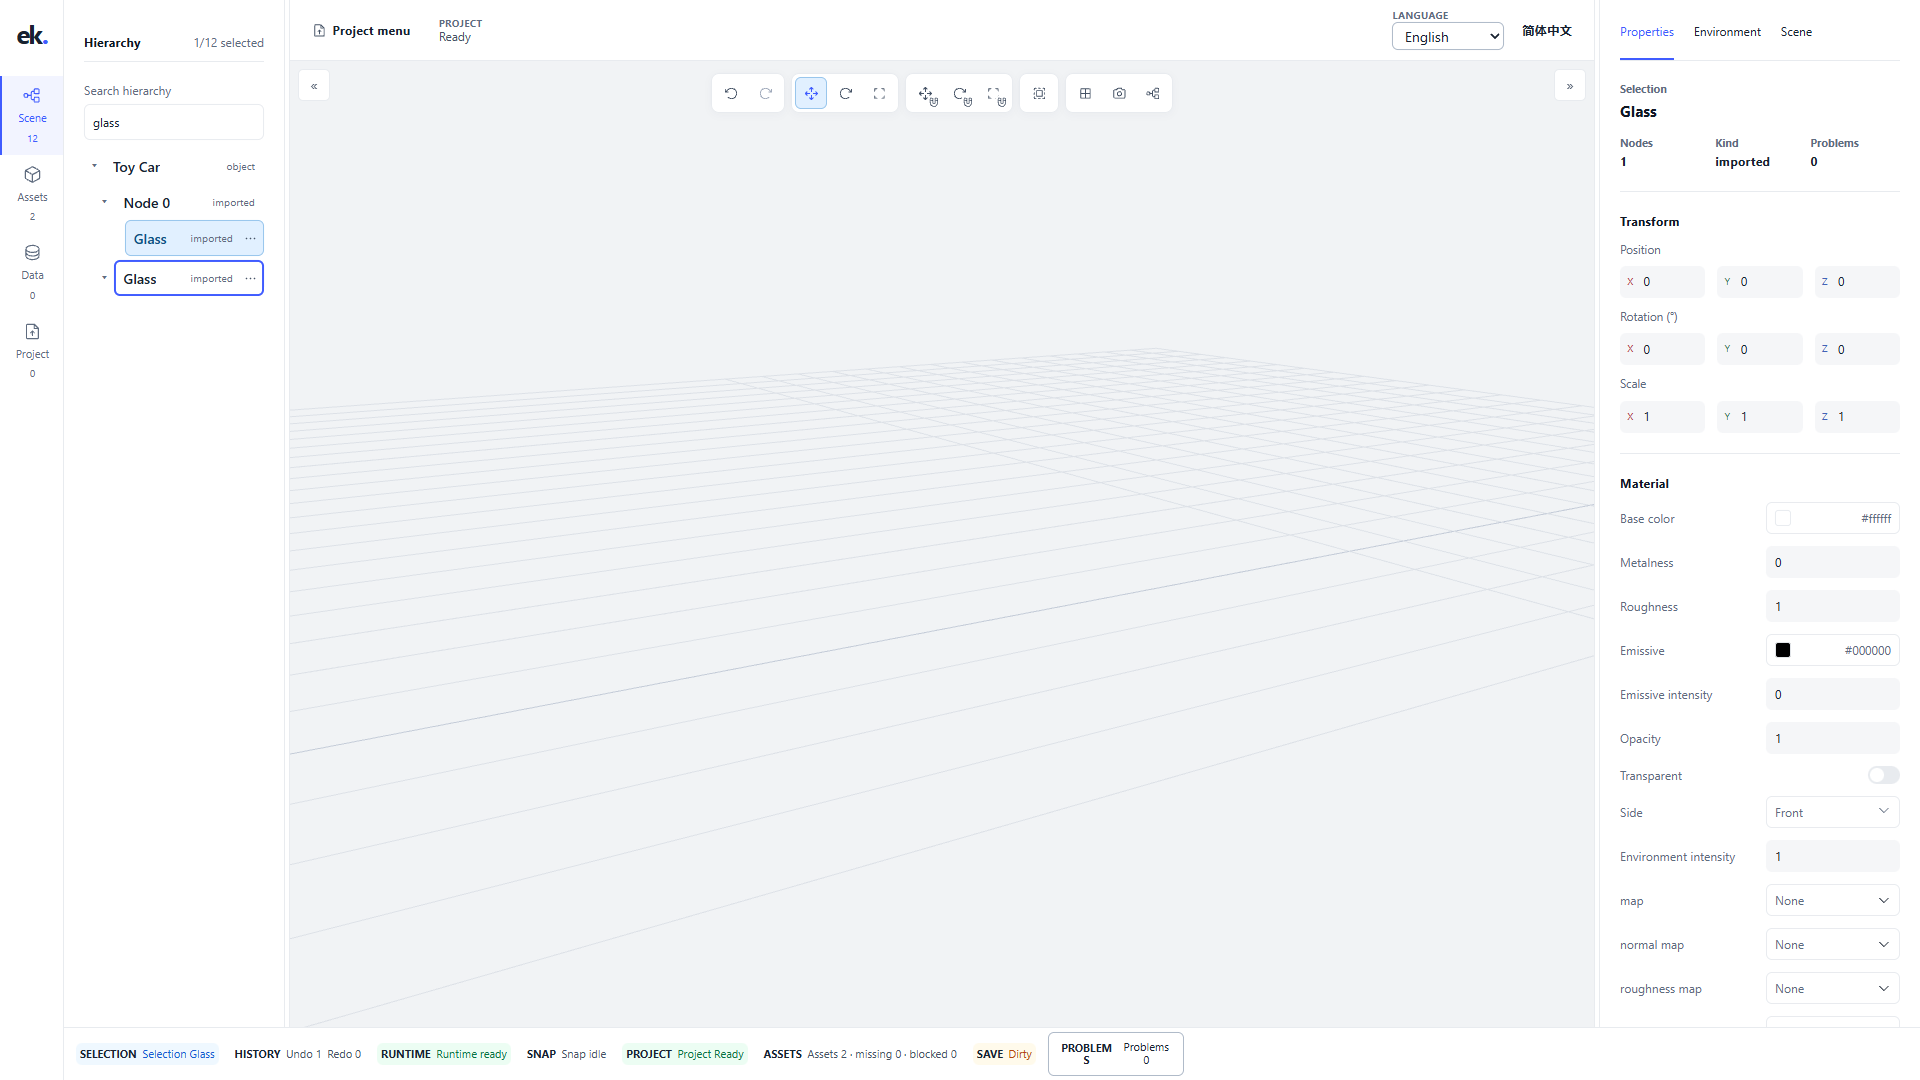 ek.
Scene
12
Assets
2
Data
0
Project
0
Hierarchy
1/12 selected
Search hierarchy
glass
Toy Car
object
Node 0
imported
Glass
imported
Glass
imported
Project menu
PROJECT
Ready
LANGUAGE
English
简体中文
«
»
Properties
Environment
Scene
Selection
Glass
Nodes
Kind
Problems
1
imported
0
Transform
Position
X 0
Y 0
Z 0
Rotation (°)
X 0
Y 0
Z 0
Scale
X 1
Y 1
Z 1
Material
Base color
#ffffff
Metalness
0
Roughness
1
Emissive
#000000
Emissive intensity
0
Opacity
1
Transparent
Side
Front
Environment intensity
1
map
None
normal map
None
roughness map
None
SELECTION Selection Glass
HISTORY Undo 1 Redo 0
RUNTIME Runtime ready
SNAP Snap idle
PROJECT Project Ready
ASSETS Assets 2 · missing 0 · blocked 0
SAVE Dirty
PROBLEM
S
Problems
0